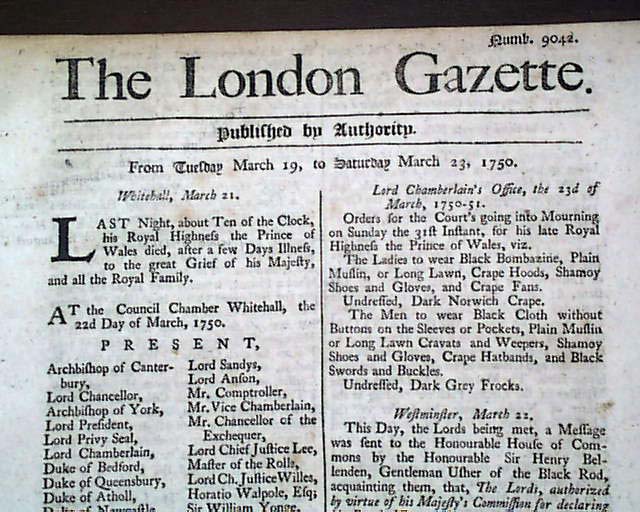 Numb. 9042.
The London Gazette.
Published by Authority.
From Tuesday March 19, to Saturday March 23, 1750.
Whitehall, March 21.
LAST Night, about Ten of the Clock,
his Royal Highness the Prince of
Wales died, after a few Days Illness,
to the great Grief of his Majesty,
and all the Royal Family.
AT the Council Chamber Whitehall, the
22d Day of March, 1750.
PRESENT,
Archbishop of Canter-
bury,
Lord Chancellor,
Archbishop of York,
Lord President,
Lord Privy Seal,
Lord Chamberlain,
Duke of Bedford,
Duke of Queensbury,
Duke of Atholl,
Duke of Newcastle
Lord Sandys,
Lord Anson,
Mr. Comptroller,
Mr. Vice Chamberlain,
Mr. Chancellor of the
Exchequer,
Lord Chief Justice Lee,
Master of the Rolls,
Lord Ch. Justice Willes,
Horatio Walpole, Esq;
Sir William Yonge,
Lord Chamberlain's Office, the 23d of
March, 1750-51.
Orders for the Court's going into Mourning
on Sunday the 31st Instant, for his late Royal
Highness the Prince of Wales, viz.
The Ladies to wear Black Bombazine, Plain
Muslin, or Long Lawn, Crape Hoods, Shamoy
Shoes and Gloves, and Crape Fans.
Undressed, Dark Norwich Crape.
The Men to wear Black Cloth without
Buttons on the Sleeves or Pockets, Plain Muslin
or Long Lawn Cravats and Weepers, Shamoy
Shoes and Gloves, Crape Hatbands, and Black
Swords and Buckles.
Undressed, Dark Grey Frocks.
Westminster, March 22.
This Day, the Lords being met, a Message
was sent to the Honourable House of Com-
mons by the Honourable Sir Henry Bel-
lenden, Gentleman Usher of the Black Rod,
acquainting them, that, The Lords, authorized
by virtue of his Majesty's Commission for declaring